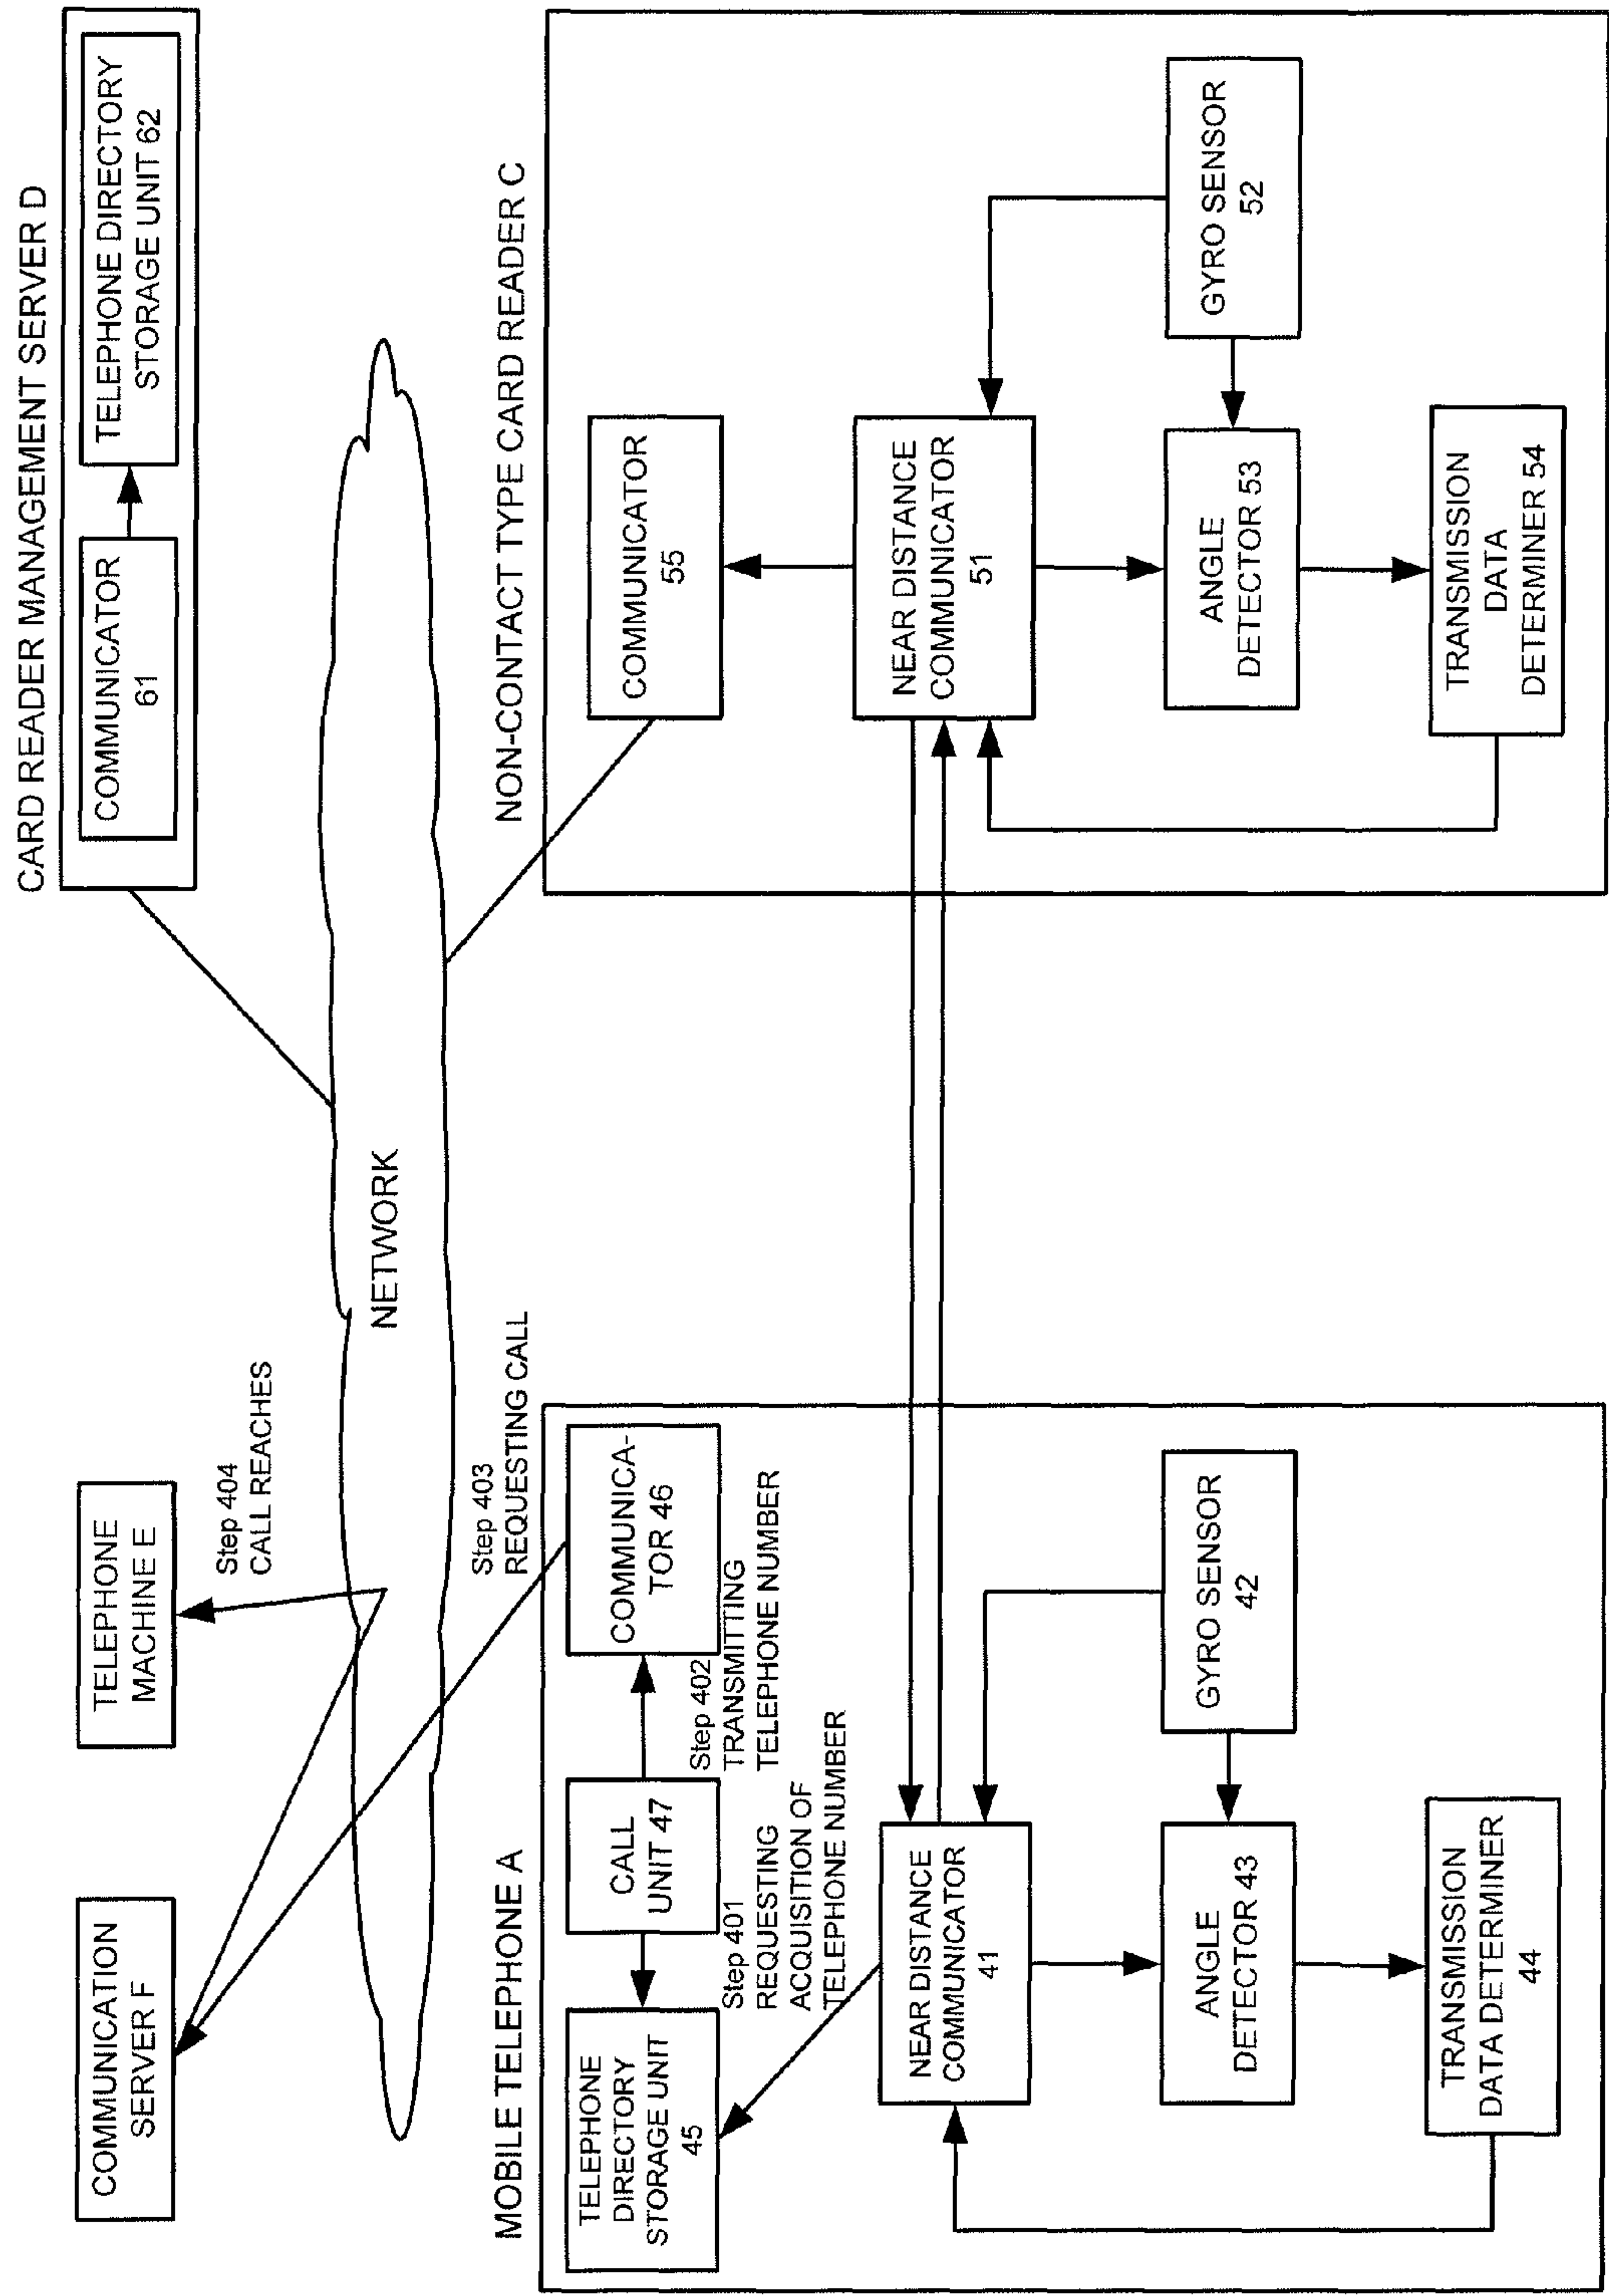 COMMUNICATION
SERVER F
TELEPHONE
MACHINE E
Step 404
CALL REACHES
CARD READER MANAGEMENT SERVER D
COMMUNICATOR
61
TELEPHONE DIRECTORY
STORAGE UNIT 62
NETWORK
Step 403
REQUESTING CALL
MOBILE TELEPHONE A
TELEPHONE
DIRECTORY
STORAGE UNIT
45
CALL
UNIT 47
COMMUNICA-
TOR 46
Step 401
REQUESTING
ACQUISITION OF
TELEPHONE NUMBER
Step 402
TRANSMITTING
TELEPHONE NUMBER
NEAR DISTANCE
COMMUNICATOR
41
GYRO SENSOR
42
ANGLE
DETECTOR 43
TRANSMISSION
DATA DETERMINER
44
NON-CONTACT TYPE CARD READER C
COMMUNICATOR
55
NEAR DISTANCE
COMMUNICATOR
51
GYRO SENSOR
52
ANGLE
DETECTOR 53
TRANSMISSION
DATA
DETERMINER 54